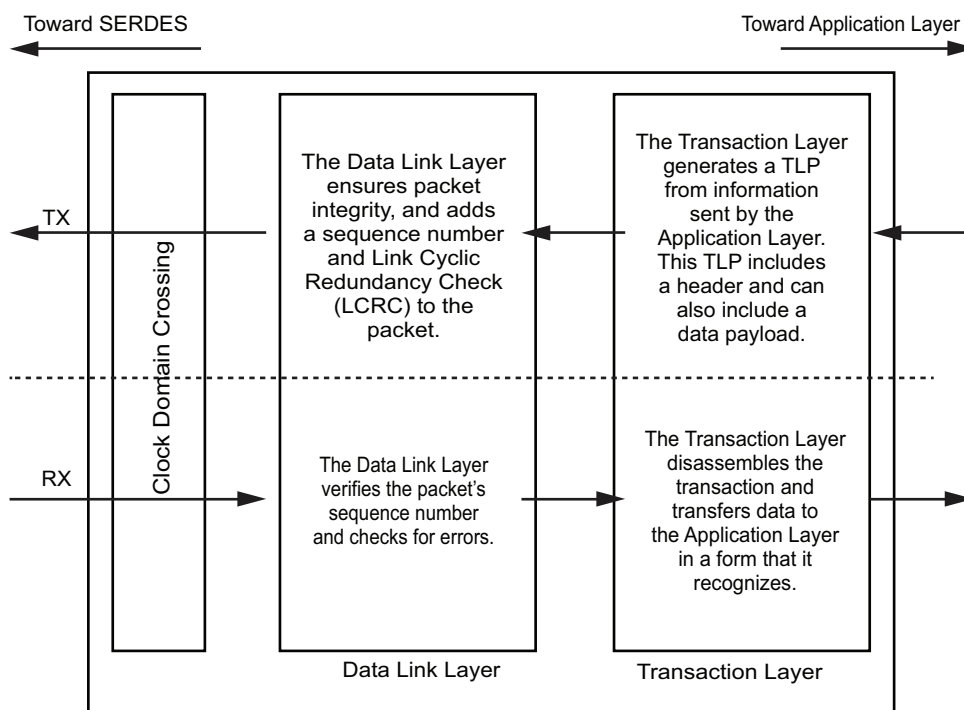 Toward SERDES
Toward Application Layer
TX
RX
Clock Domain Crossing
The Data Link Layer
ensures packet
integrity, and adds
a sequence number
and Link Cyclic
Redundancy Check
(LCRC) to the
packet.
The Transaction Layer
generates a TLP
from information
sent by the
Application Layer.
This TLP includes
a header and can
also include a
data payload.
The Data Link Layer
verifies the packet’s
sequence number
and checks for errors.
The Transaction Layer
disassembles the
transaction and
transfers data to
the Application Layer
in a form that it
recognizes.
Data Link Layer
Transaction Layer